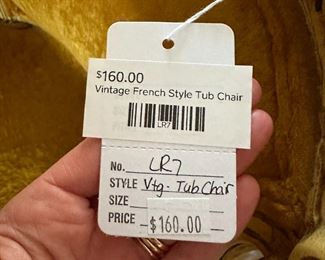 $160.00
Vintage French Style Tub Chair
LR7
No. LR7
STYLE Vtg - Tub Chair
SIZE
PRICE $160.00